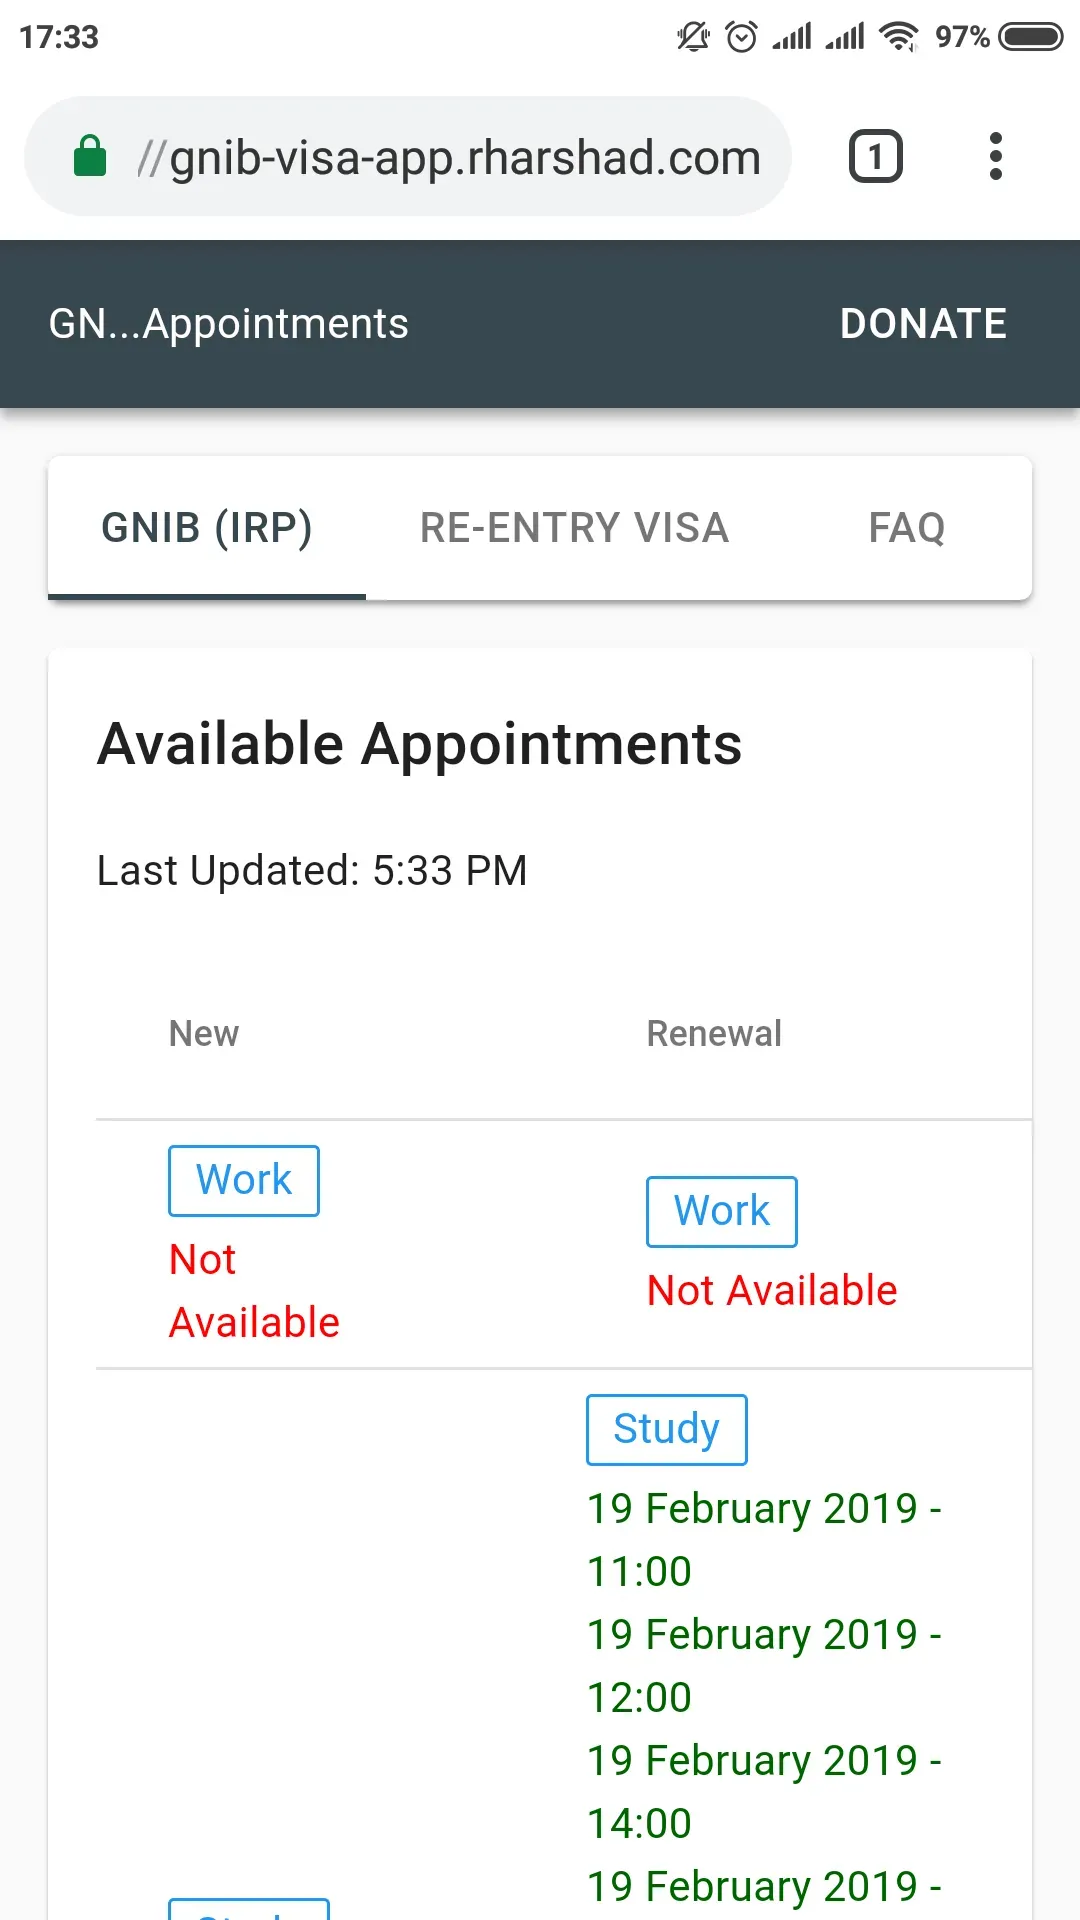 17:33
97%
//gnib-visa-app.rharshad.com
1
GN...Appointments
DONATE
GNIB (IRP)
RE-ENTRY VISA
FAQ
Available Appointments
Last Updated: 5:33 PM
New
Renewal
Work
Not
Available
Work
Not Available
Study
19 February 2019 -
11:00
19 February 2019 -
12:00
19 February 2019 -
14:00
19 February 2019 -